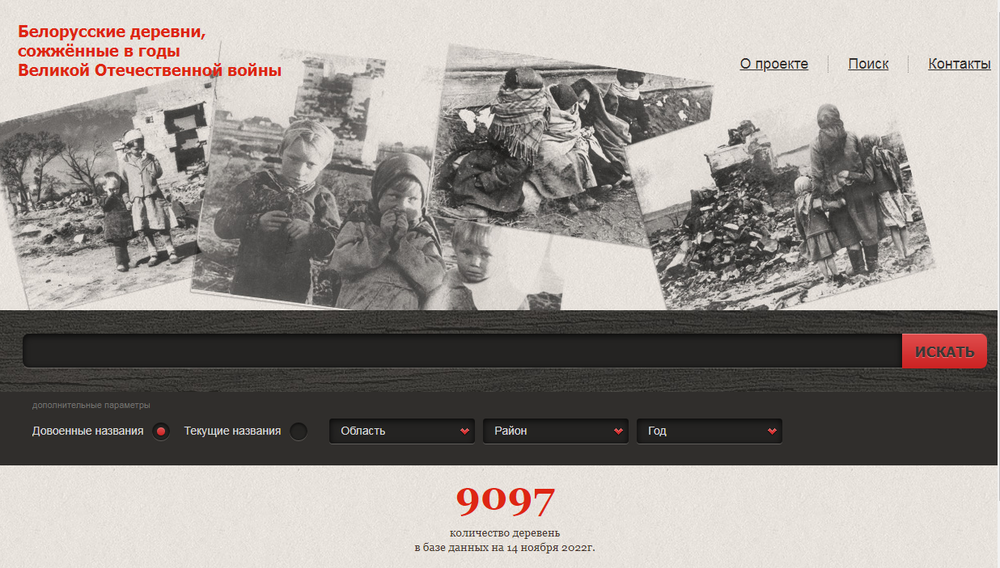 Белорусские деревни,
сожжённые в годы
Великой Отечественной войны
О проекте
Поиск
Контакты
ИСКАТЬ
дополнительные параметры
Довоенные названия
Текущие названия
Область
Район
Год
9097
количество деревень
в базе данных на 14 ноября 2022г.